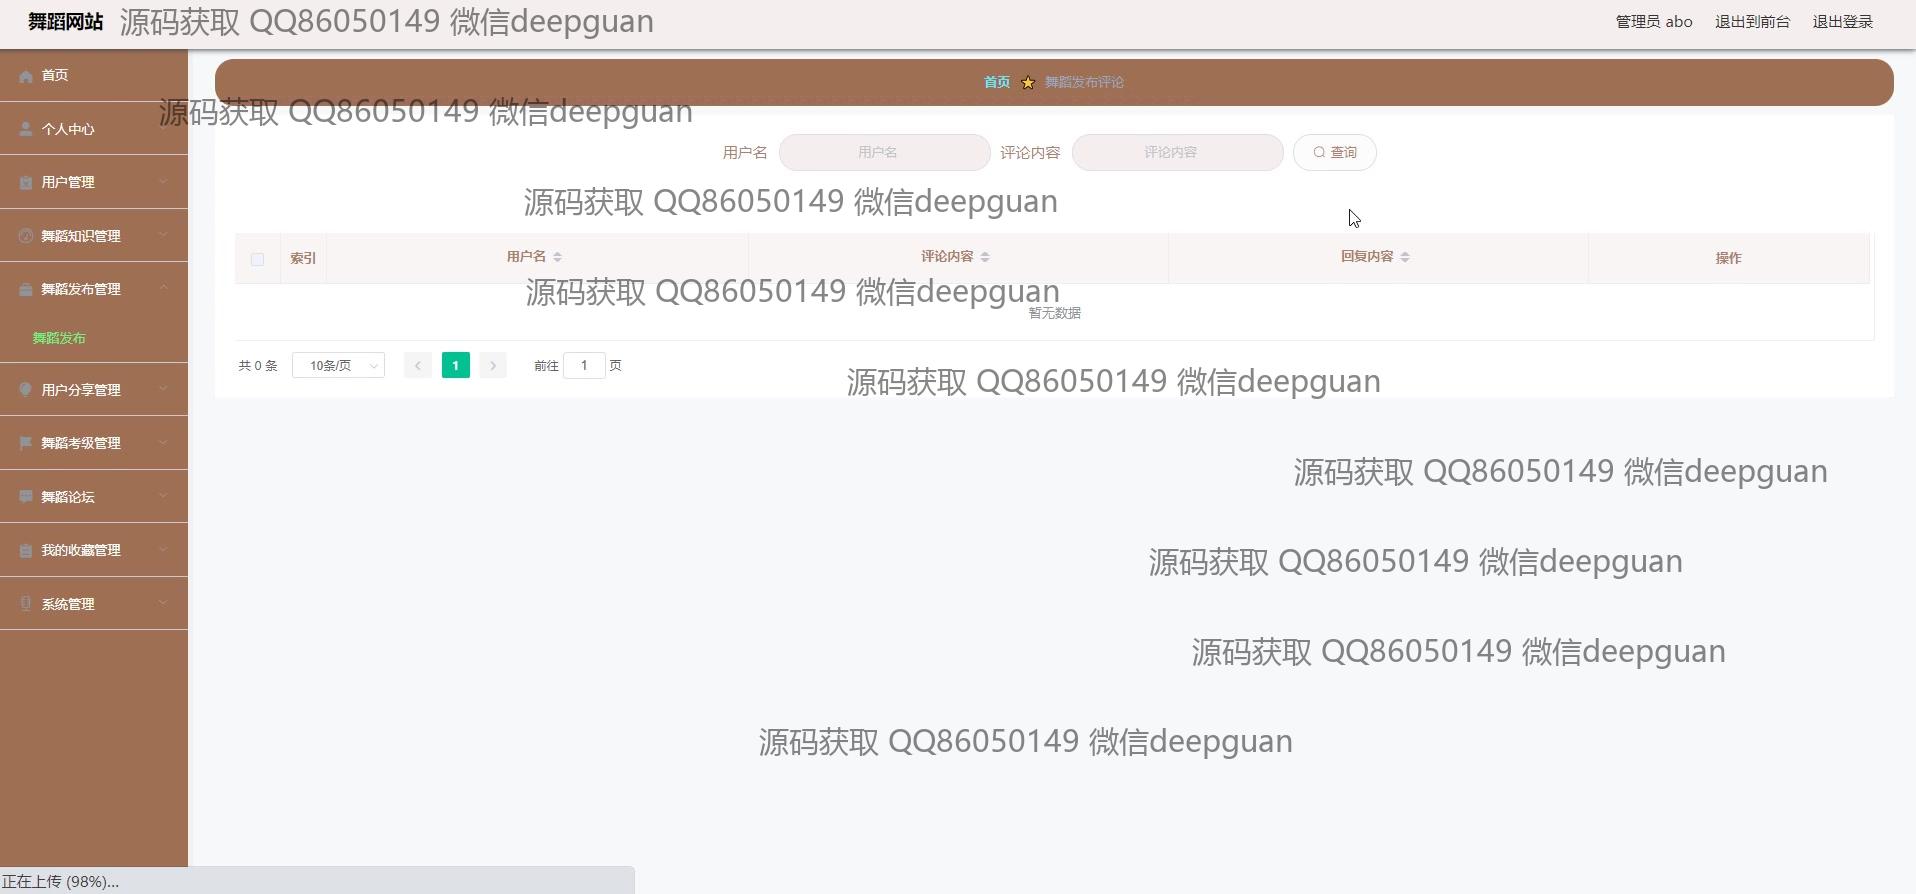 舞蹈网站 源码获取 QQ86050149 微信deepguan 管理员 abo 退出到前台 退出登录
首页
首页 舞蹈发布评论
源码获取 QQ86050149 微信deepguan
个人中心
用户名 用户名 评论内容 评论内容 查询
用户管理
源码获取 QQ86050149 微信deepguan
舞蹈知识管理
索引 用户名 评论内容 回复内容 操作
舞蹈发布管理
源码获取 QQ86050149 微信deepguan
暂无数据
舞蹈发布
共 0 条 10条/页 1 前往 1 页
源码获取 QQ86050149 微信deepguan
用户分享管理
舞蹈考级管理
源码获取 QQ86050149 微信deepguan
舞蹈论坛
我的收藏管理
源码获取 QQ86050149 微信deepguan
系统管理
源码获取 QQ86050149 微信deepguan
源码获取 QQ86050149 微信deepguan
正在上传 (98%)...